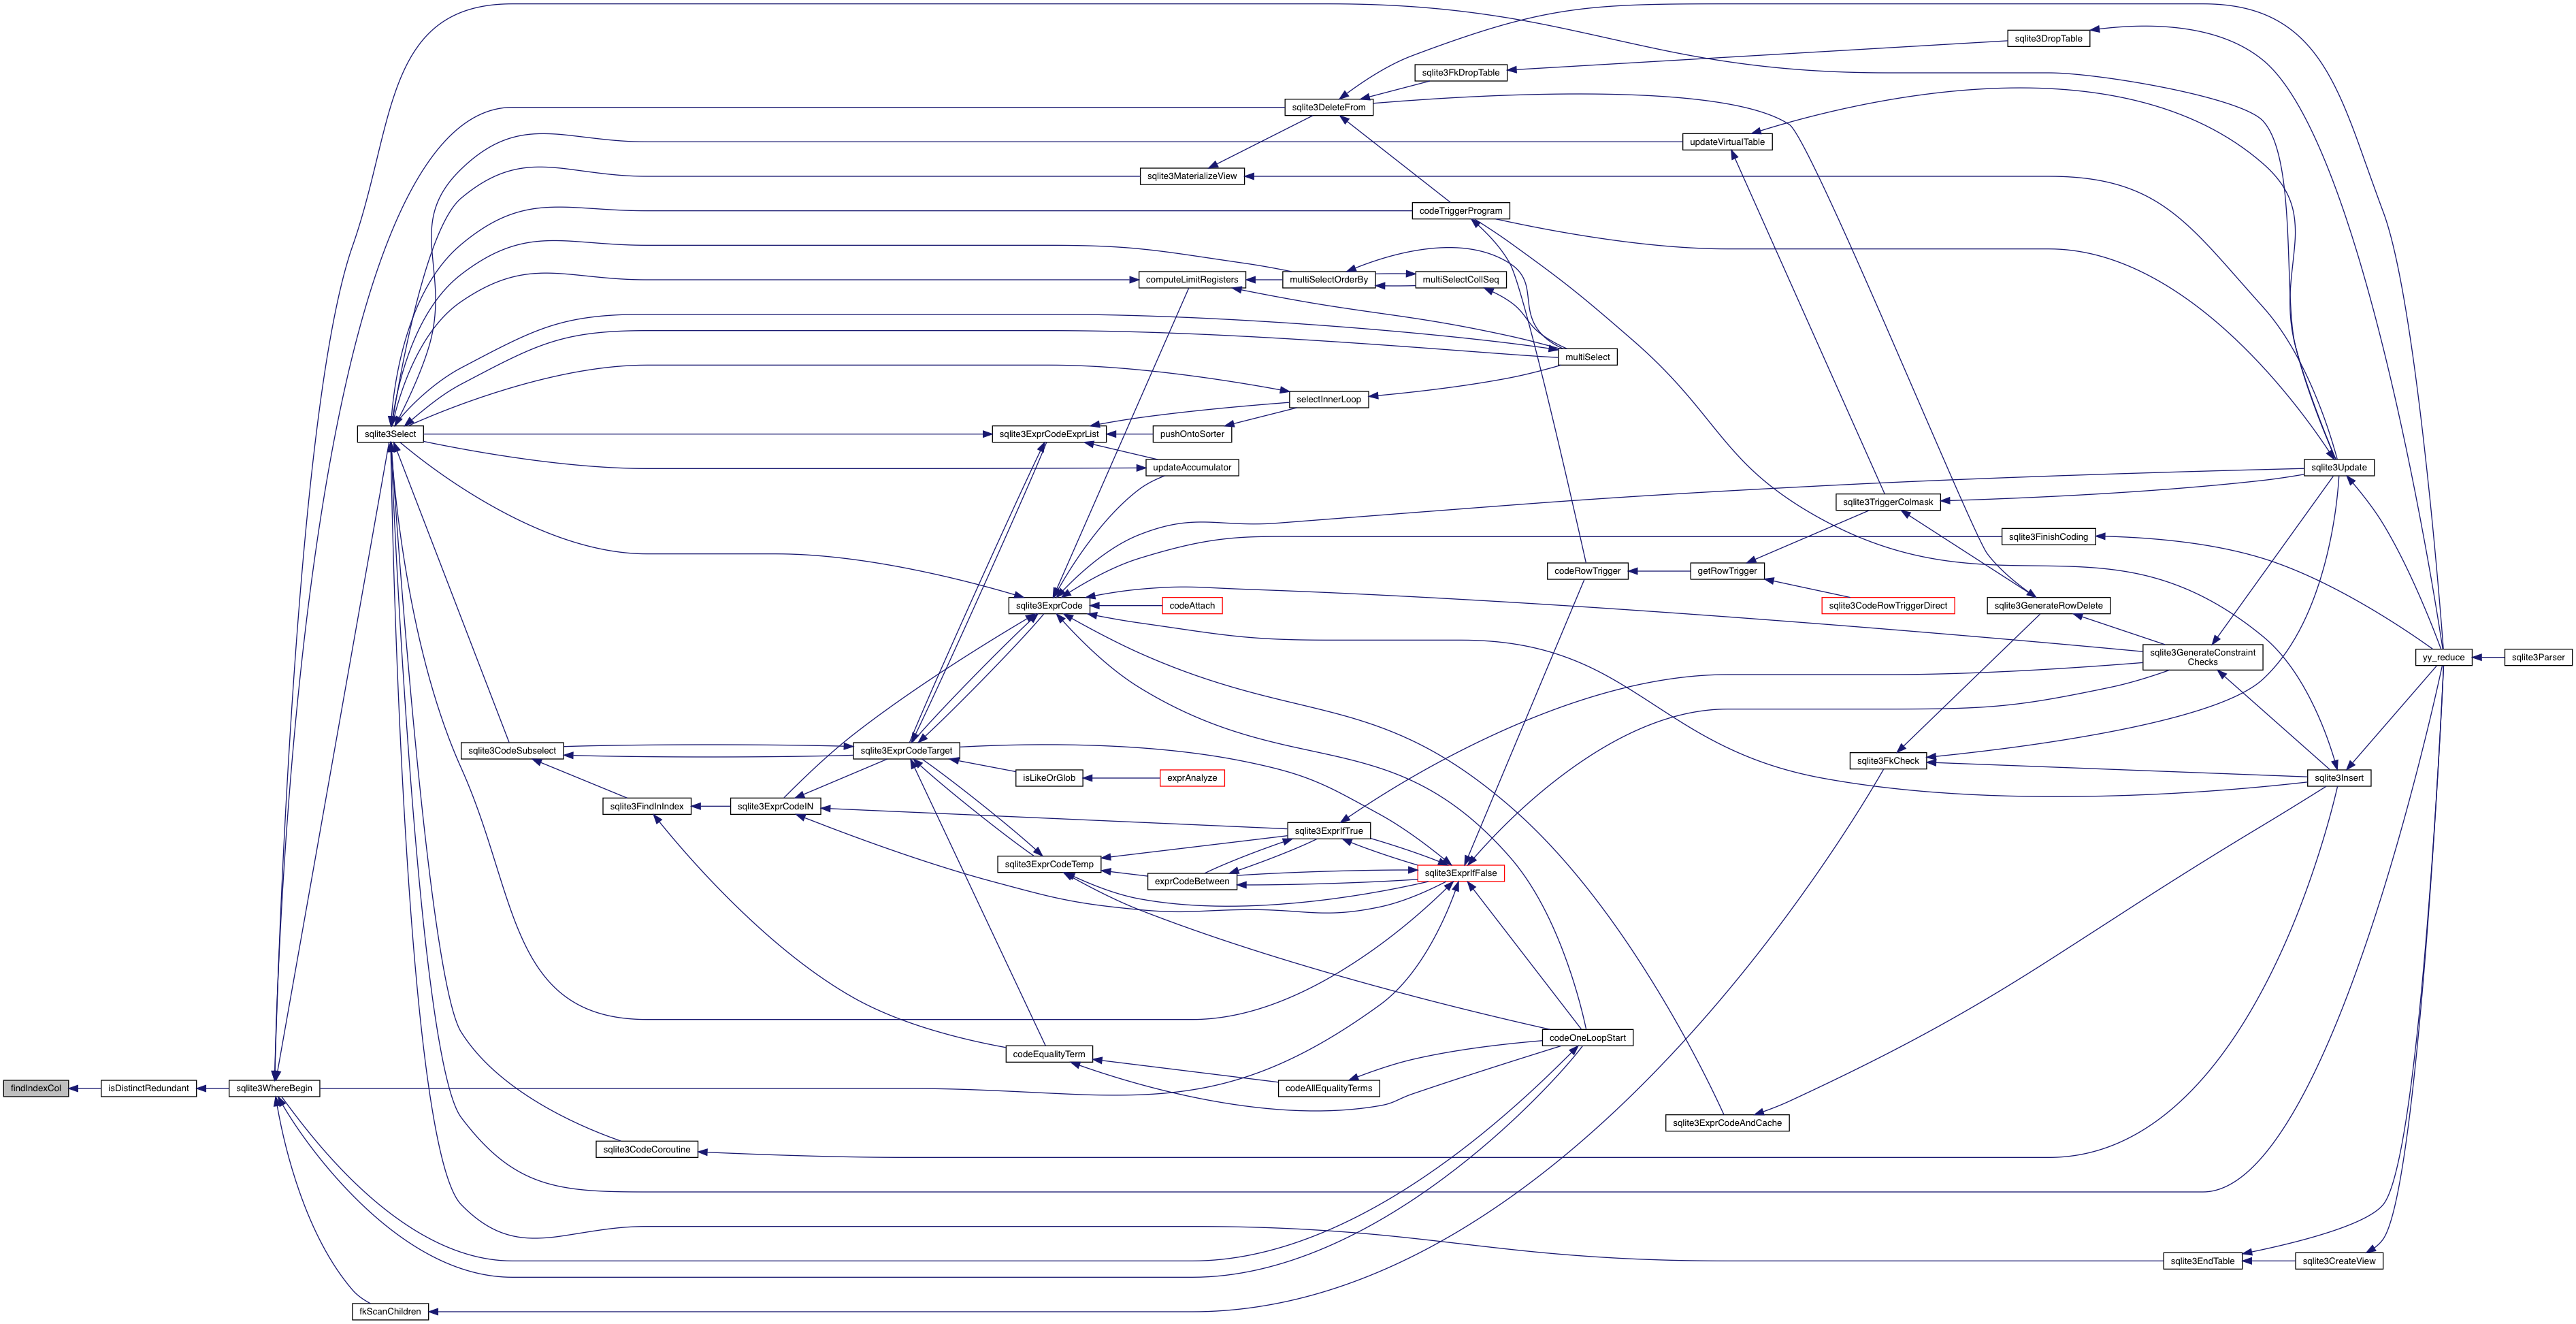 sqlite3DropTable
sqlite3FkDropTable
sqlite3DeleteFrom
updateVirtualTable
sqlite3MaterializeView
codeTriggerProgram
computeLimitRegisters
multiSelectOrderBy
multiSelectCollSeq
multiSelect
selectInnerLoop
sqlite3Select
sqlite3ExprCodeExprList
pushOntoSorter
updateAccumulator
sqlite3Update
sqlite3TriggerColmask
sqlite3FinishCoding
codeRowTrigger
getRowTrigger
sqlite3ExprCode
codeAttach
sqlite3CodeRowTriggerDirect
sqlite3GenerateRowDelete
sqlite3GenerateConstraint
Checks
yy_reduce
sqlite3Parser
sqlite3CodeSubselect
sqlite3ExprCodeTarget
sqlite3FkCheck
isLikeOrGlob
exprAnalyze
sqlite3Insert
sqlite3FindInIndex
sqlite3ExprCodeIN
sqlite3ExprIfTrue
sqlite3ExprCodeTemp
exprCodeBetween
sqlite3ExprIfFalse
codeOneLoopStart
codeEqualityTerm
findIndexCol
isDistinctRedundant
sqlite3WhereBegin
codeAllEqualityTerms
sqlite3ExprCodeAndCache
sqlite3CodeCoroutine
sqlite3EndTable
sqlite3CreateView
fkScanChildren